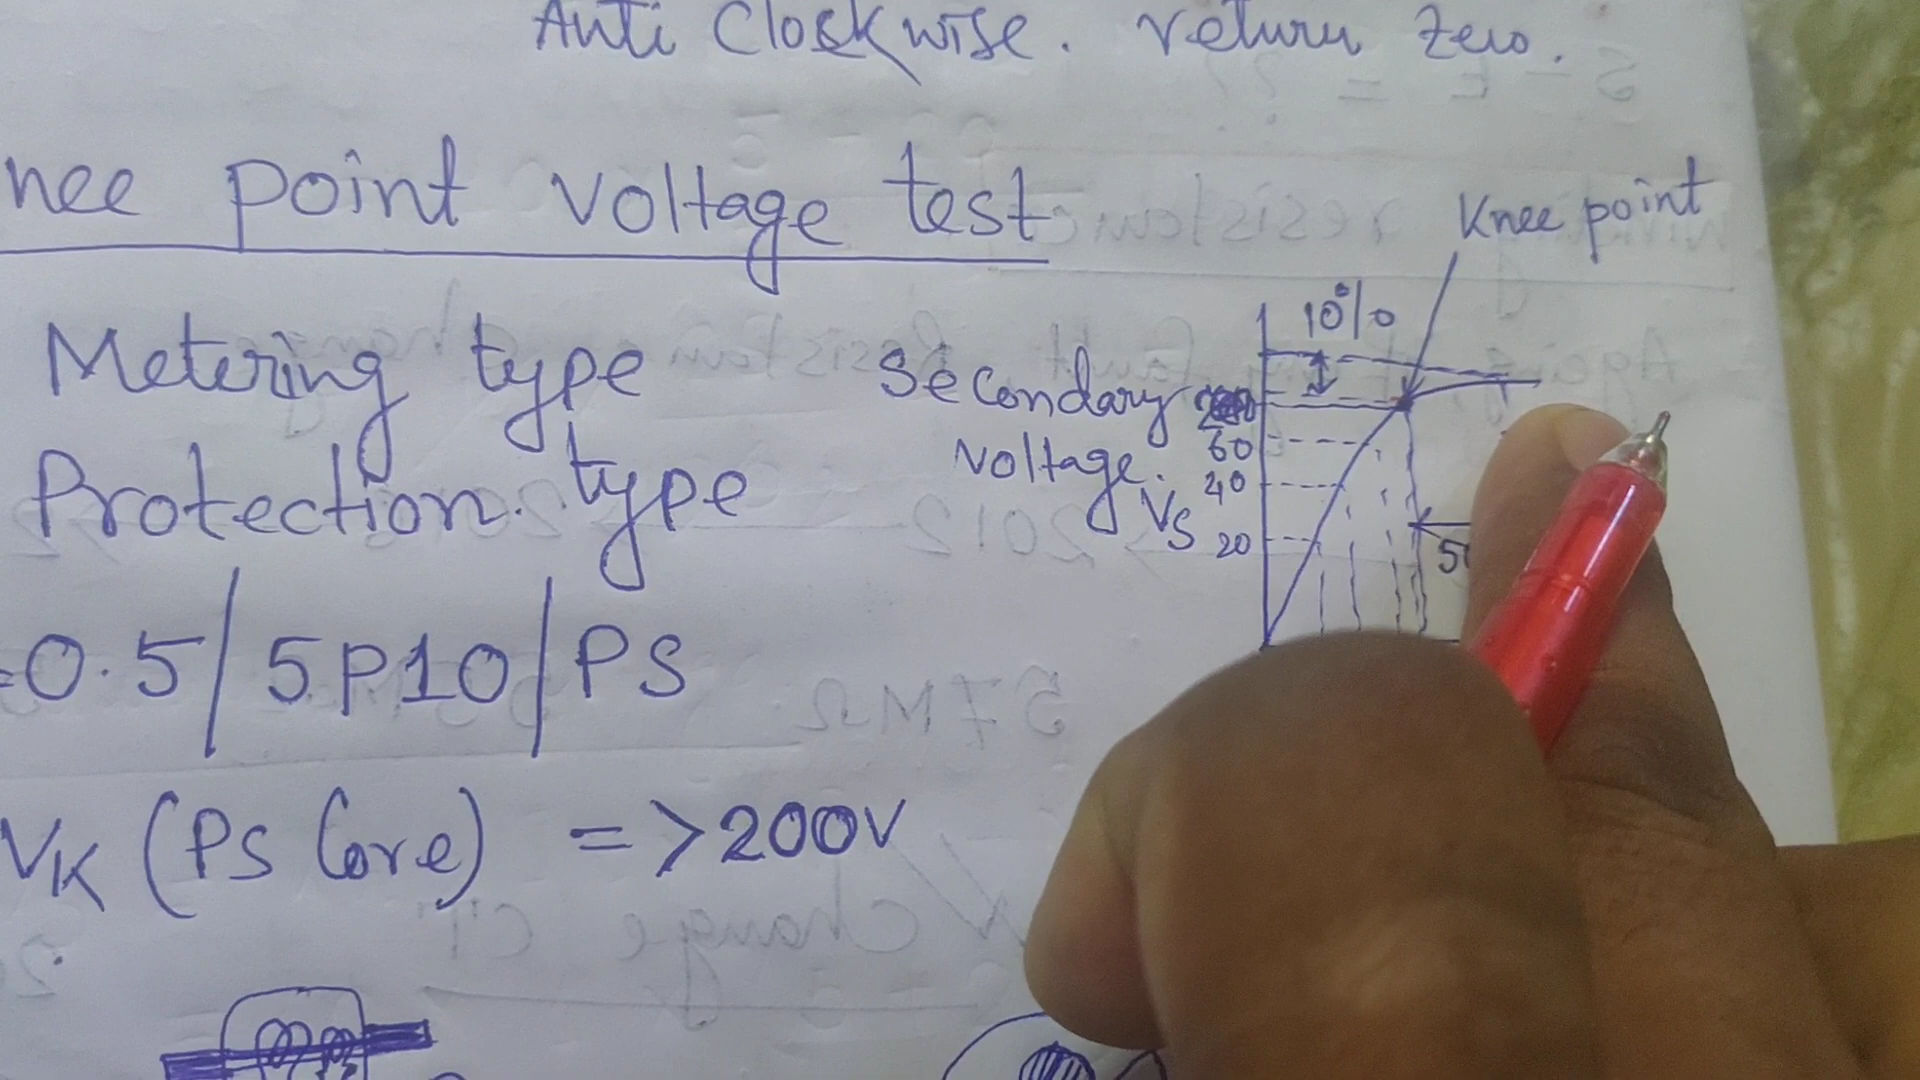 Anti Clockwise. return Zero.
nee point voltage test
Knee point
10%
Metering type
Secondary
Voltage.
Vs
60
40
20
Protection type
=0.5/5P10/PS
VK (PS Core) => 200V